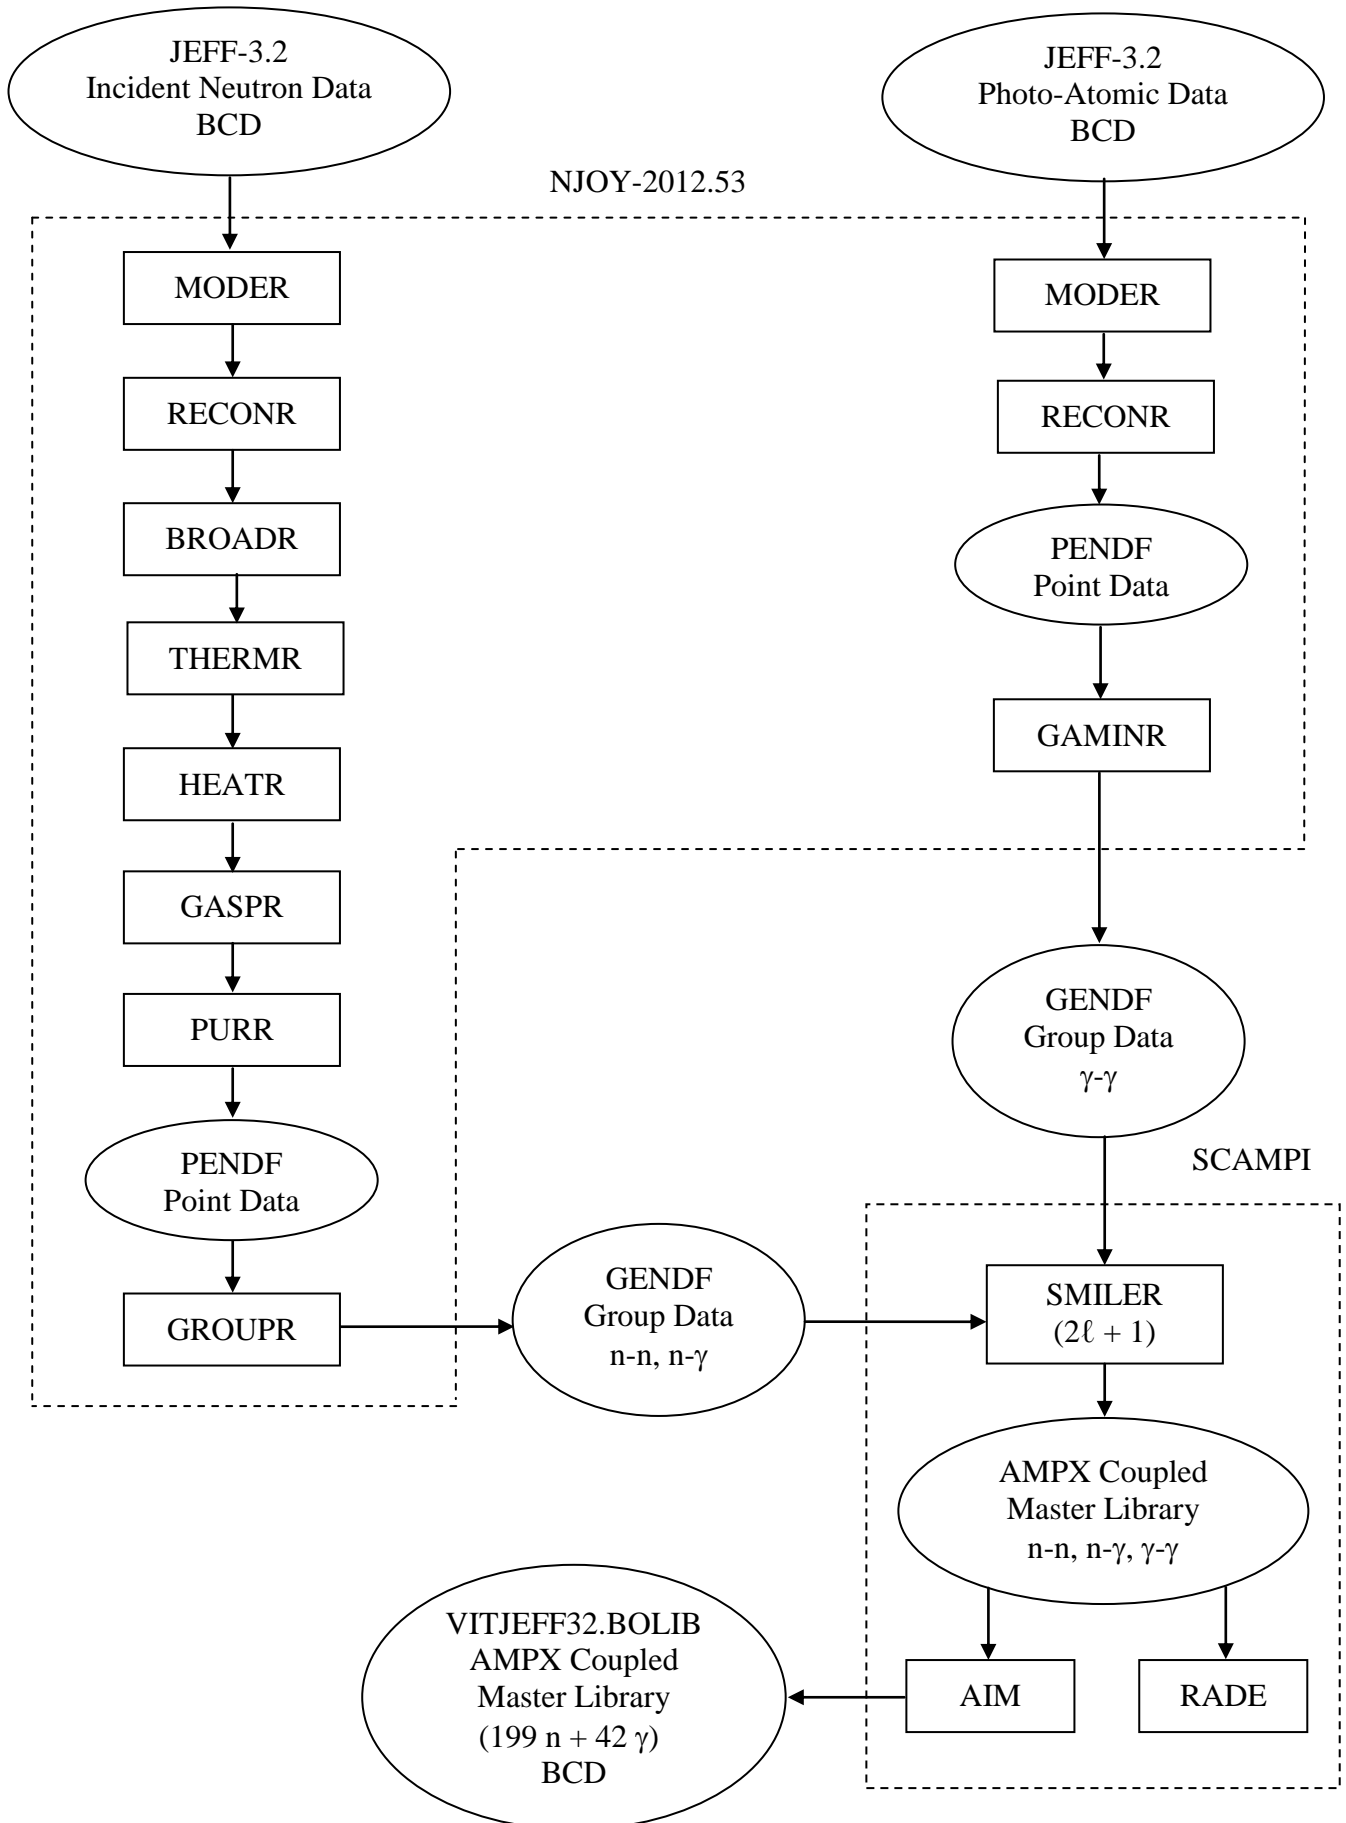 JEFF-3.2
Incident Neutron Data
BCD
JEFF-3.2
Photo-Atomic Data
BCD
NJOY-2012.53
MODER
RECONR
BROADR
THERMR
HEATR
GASPR
PURR
PENDF
Point Data
GROUPR
MODER
RECONR
PENDF
Point Data
GAMINR
GENDF
Group Data
γ-γ
SCAMPI
GENDF
Group Data
n-n, n-γ
SMILER
(2ℓ + 1)
AMPX Coupled
Master Library
n-n, n-γ, γ-γ
AIM
RADE
VITJEFF32.BOLIB
AMPX Coupled
Master Library
(199 n + 42 γ)
BCD